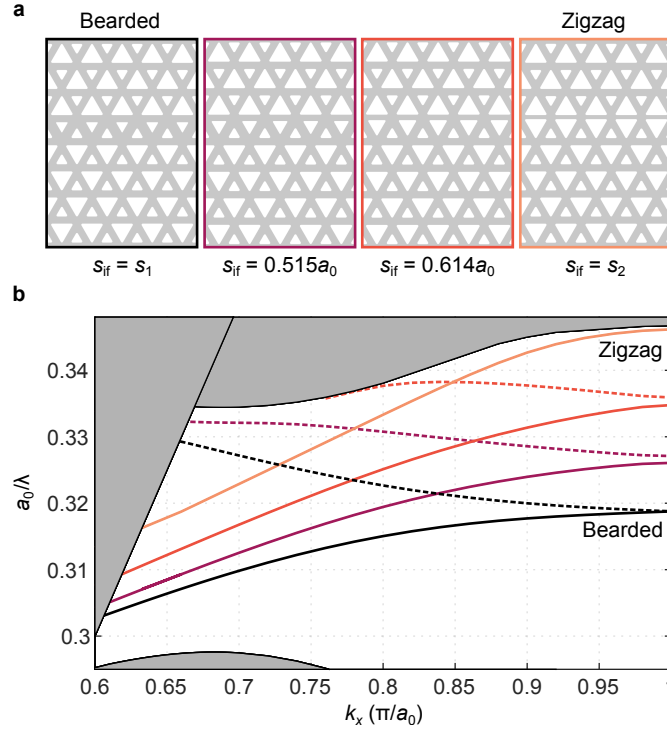 a
Bearded
Zigzag
s_if = s_1
s_if = 0.515a_0
s_if = 0.614a_0
s_if = s_2
b
a_0/λ
0.34
0.33
0.32
0.31
0.3
Zigzag
Bearded
0.6 0.65 0.7 0.75 0.8 0.85 0.9 0.95 1
k_x (π/a_0)